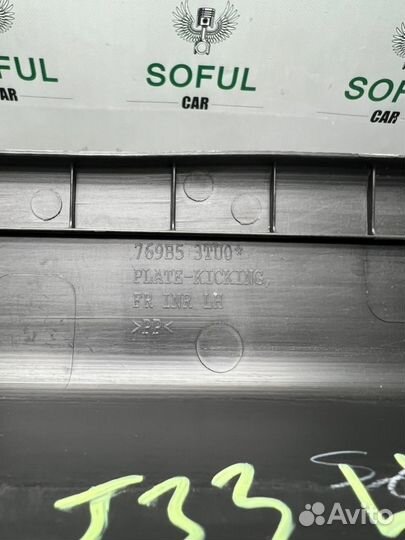 SOFUL
CAR
SOFUL
CAR
SOFUL
CAR
769B5 3TU0*
PLATE-KICKING,
FR INR LH
>PP<
J33
Avito